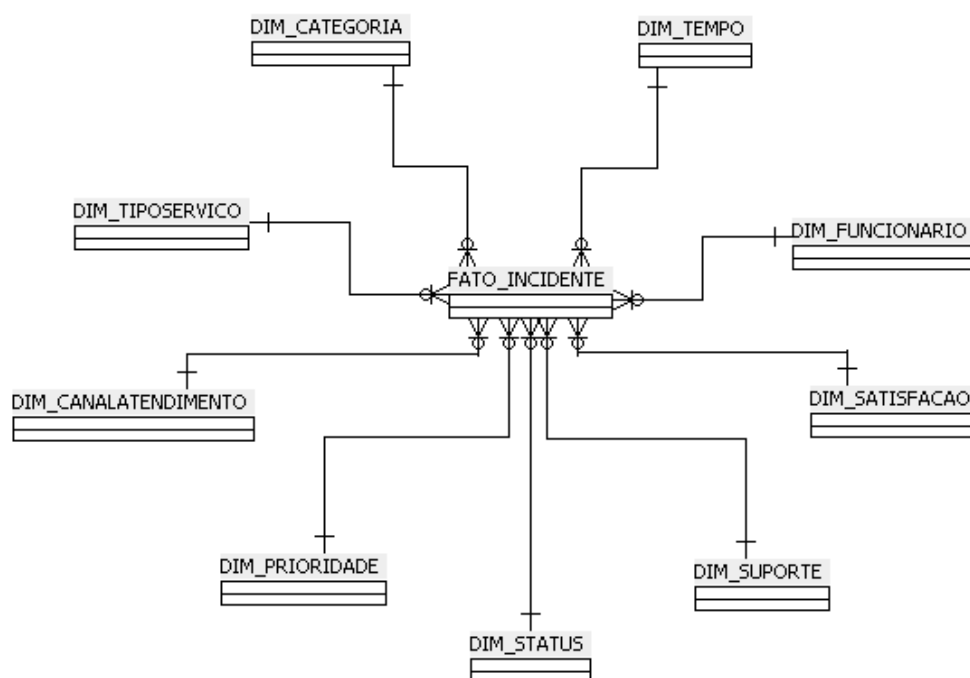 DIM_CATEGORIA
DIM_TEMPO
DIM_TIPOSERVICO
DIM_FUNCIONARIO
FATO_INCIDENTE
DIM_CANALATENDIMENTO
DIM_SATISFACAO
DIM_PRIORIDADE
DIM_SUPORTE
DIM_STATUS